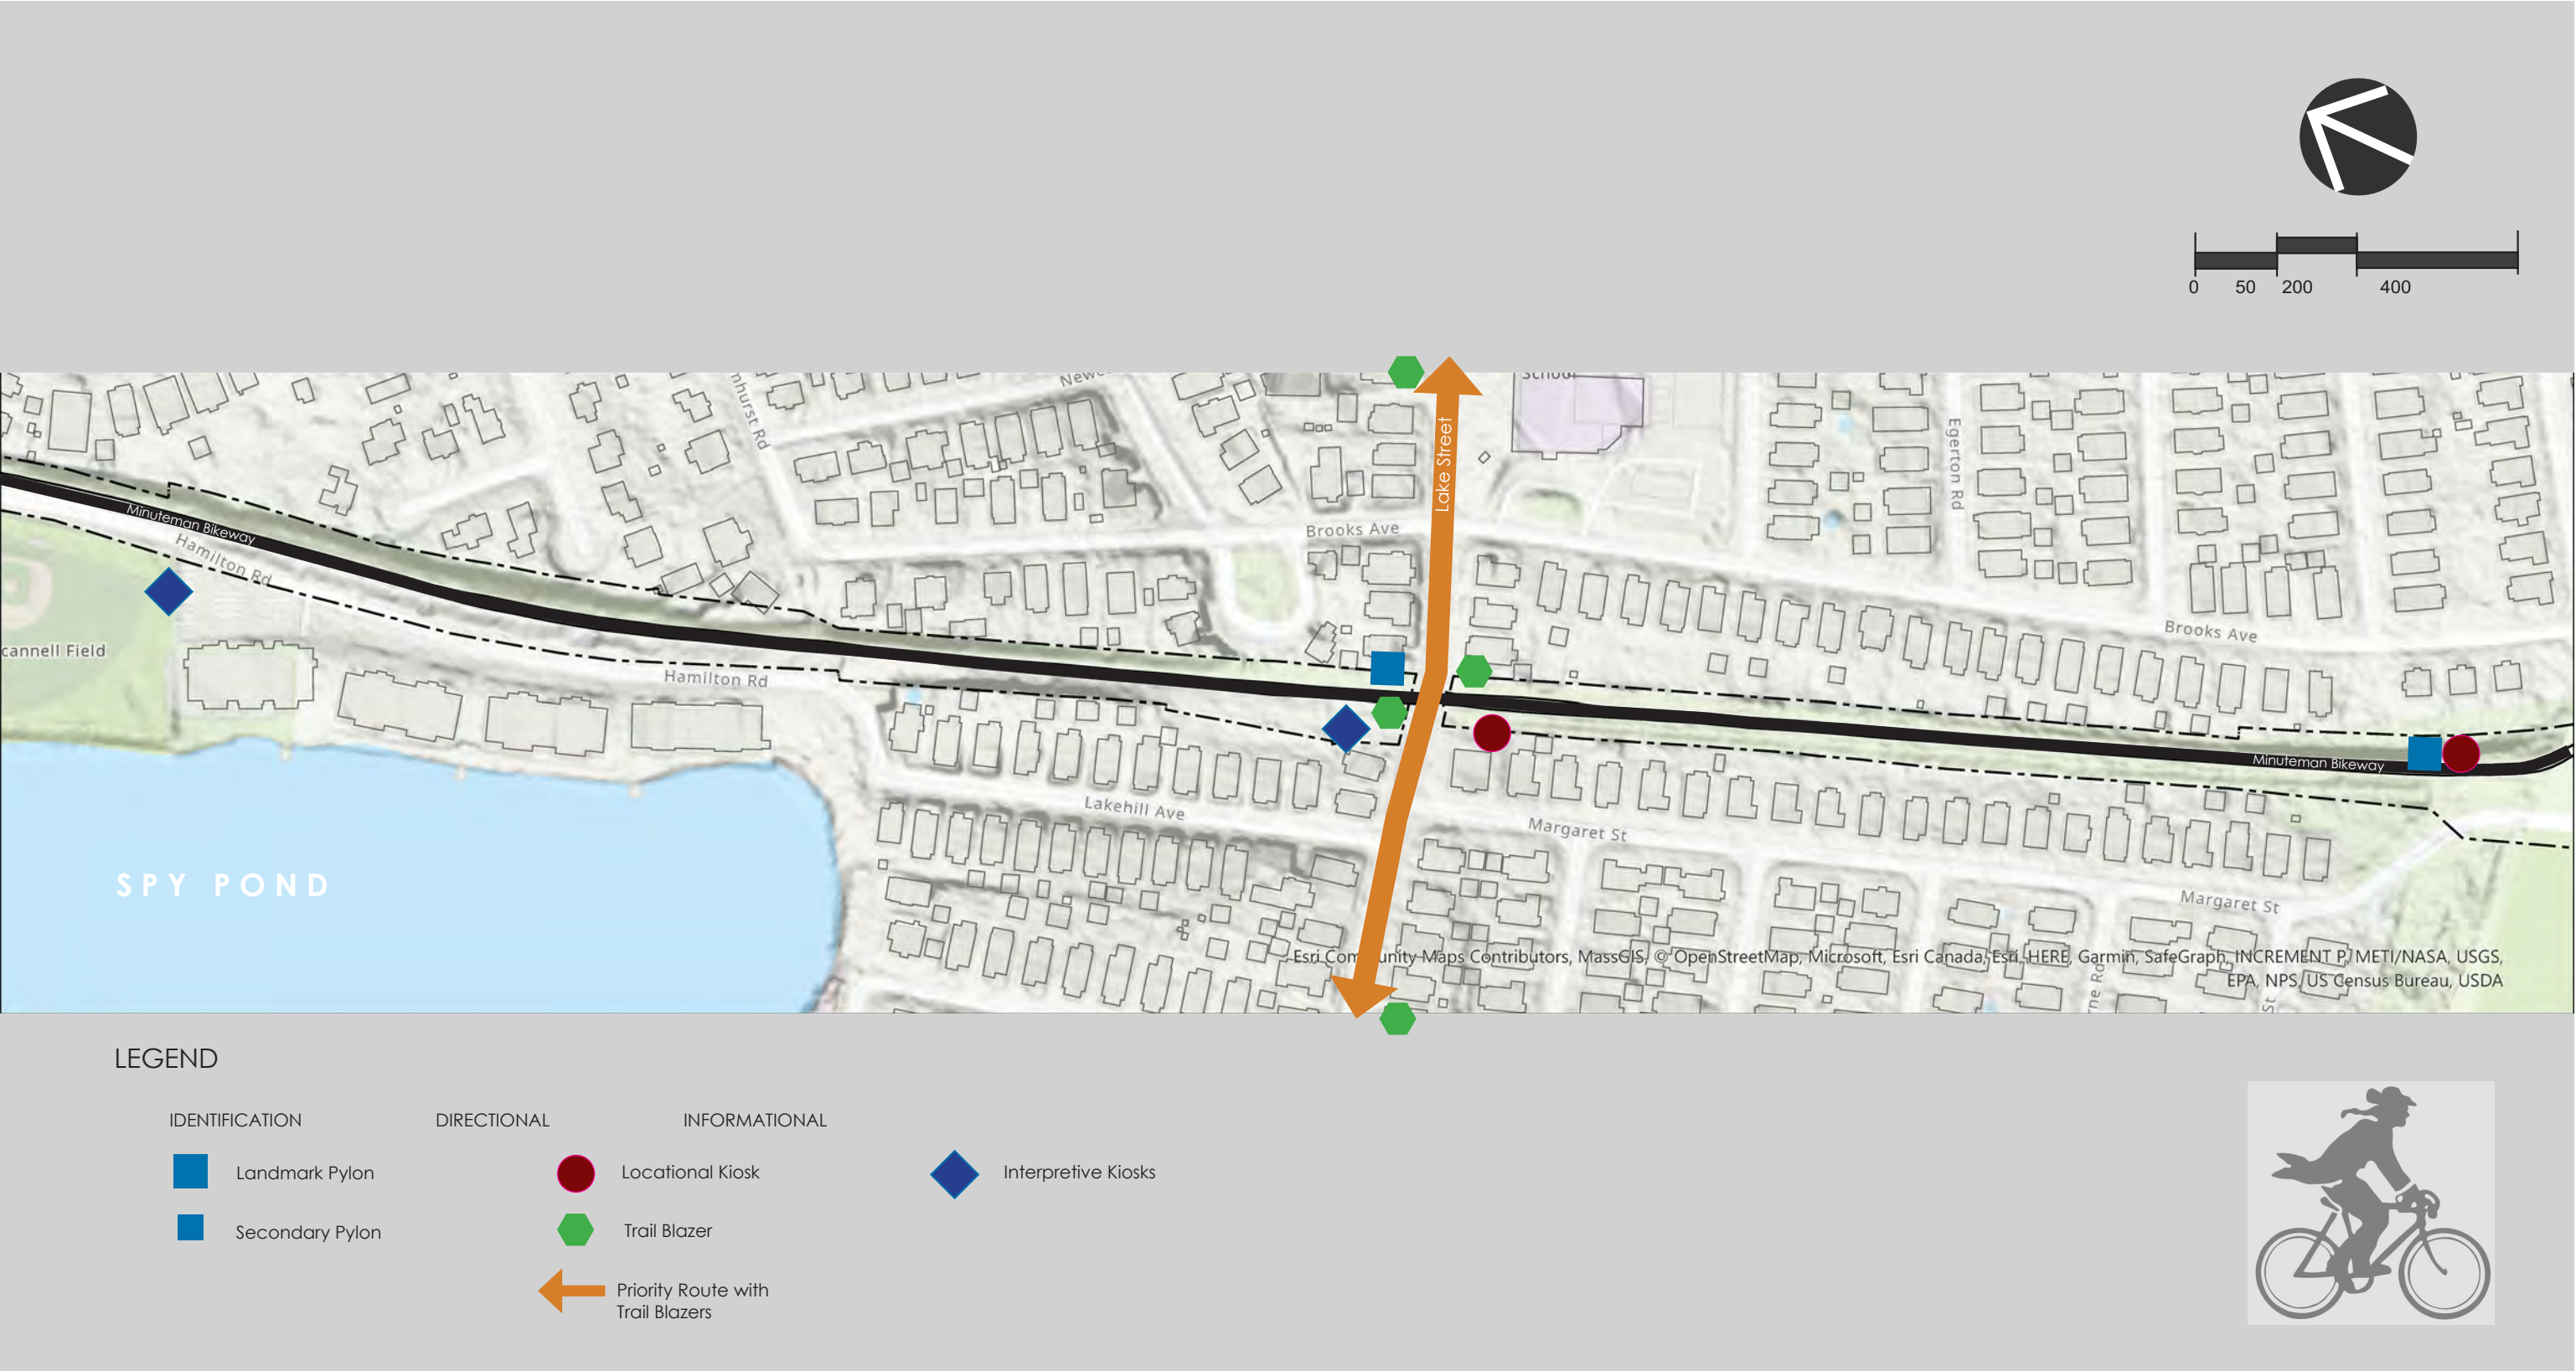 0 50 200 400
School
Lake Street
Egerton Rd
Brooks Ave
Minuteman Bikeway
Hamilton Rd
Brooks Ave
Hamilton Rd
Minuteman Bikeway
Lakehill Ave
Margaret St
SPY POND
Margaret St
Esri Community Maps Contributors, MassGIS, © OpenStreetMap, Microsoft, Esri Canada, Esri, HERE, Garmin, SafeGraph, INCREMENT P, METI/NASA, USGS,
EPA, NPS, US Census Bureau, USDA
LEGEND
IDENTIFICATION DIRECTIONAL INFORMATIONAL
Landmark Pylon Locational Kiosk Interpretive Kiosks
Secondary Pylon Trail Blazer
Priority Route with
Trail Blazers